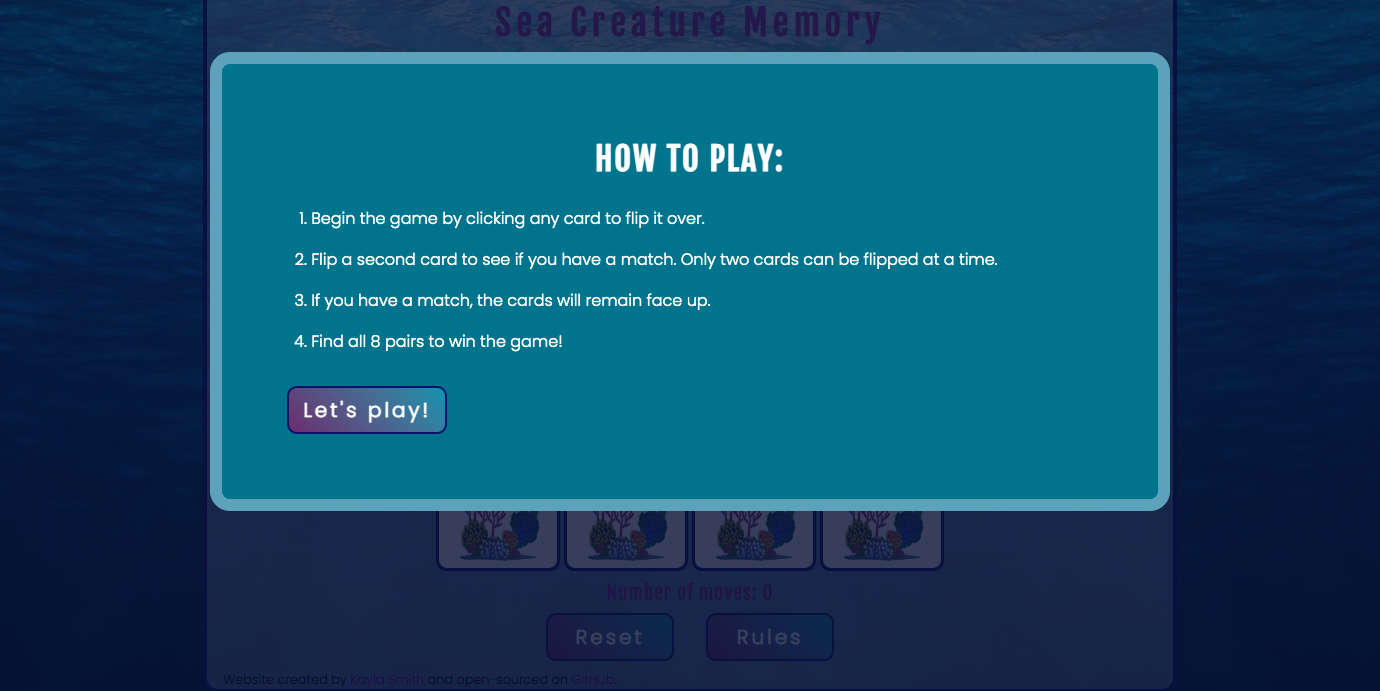 Sea Creature Memory
HOW TO PLAY:
1. Begin the game by clicking any card to flip it over.
2. Flip a second card to see if you have a match. Only two cards can be flipped at a time.
3. If you have a match, the cards will remain face up.
4. Find all 8 pairs to win the game!
Let's play!
Number of moves: 0
Reset Rules
Website created by Kayla Smith and open-sourced on GitHub.